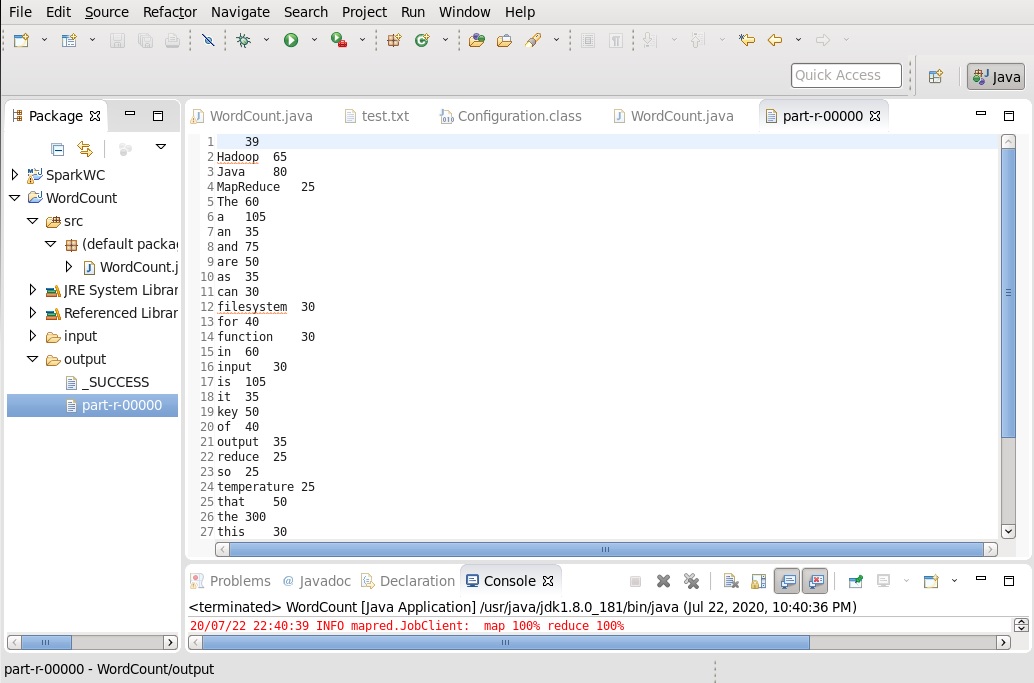 File Edit Source Refactor Navigate Search Project Run Window Help
Quick Access
Java
Package
WordCount.java test.txt Configuration.class WordCount.java part-r-00000
SparkWC
WordCount
src
(default packa
WordCount.j
JRE System Librar
Referenced Librar
input
output
_SUCCESS
part-r-00000
1 39
2 Hadoop 65
3 Java 80
4 MapReduce 25
5 The 60
6 a 105
7 an 35
8 and 75
9 are 50
10 as 35
11 can 30
12 filesystem 30
13 for 40
14 function 30
15 in 60
16 input 30
17 is 105
18 it 35
19 key 50
20 of 40
21 output 35
22 reduce 25
23 so 25
24 temperature 25
25 that 50
26 the 300
27 this 30
Problems Javadoc Declaration Console
<terminated> WordCount [Java Application] /usr/java/jdk1.8.0_181/bin/java (Jul 22, 2020, 10:40:36 PM)
20/07/22 22:40:39 INFO mapred.JobClient: map 100% reduce 100%
part-r-00000 - WordCount/output